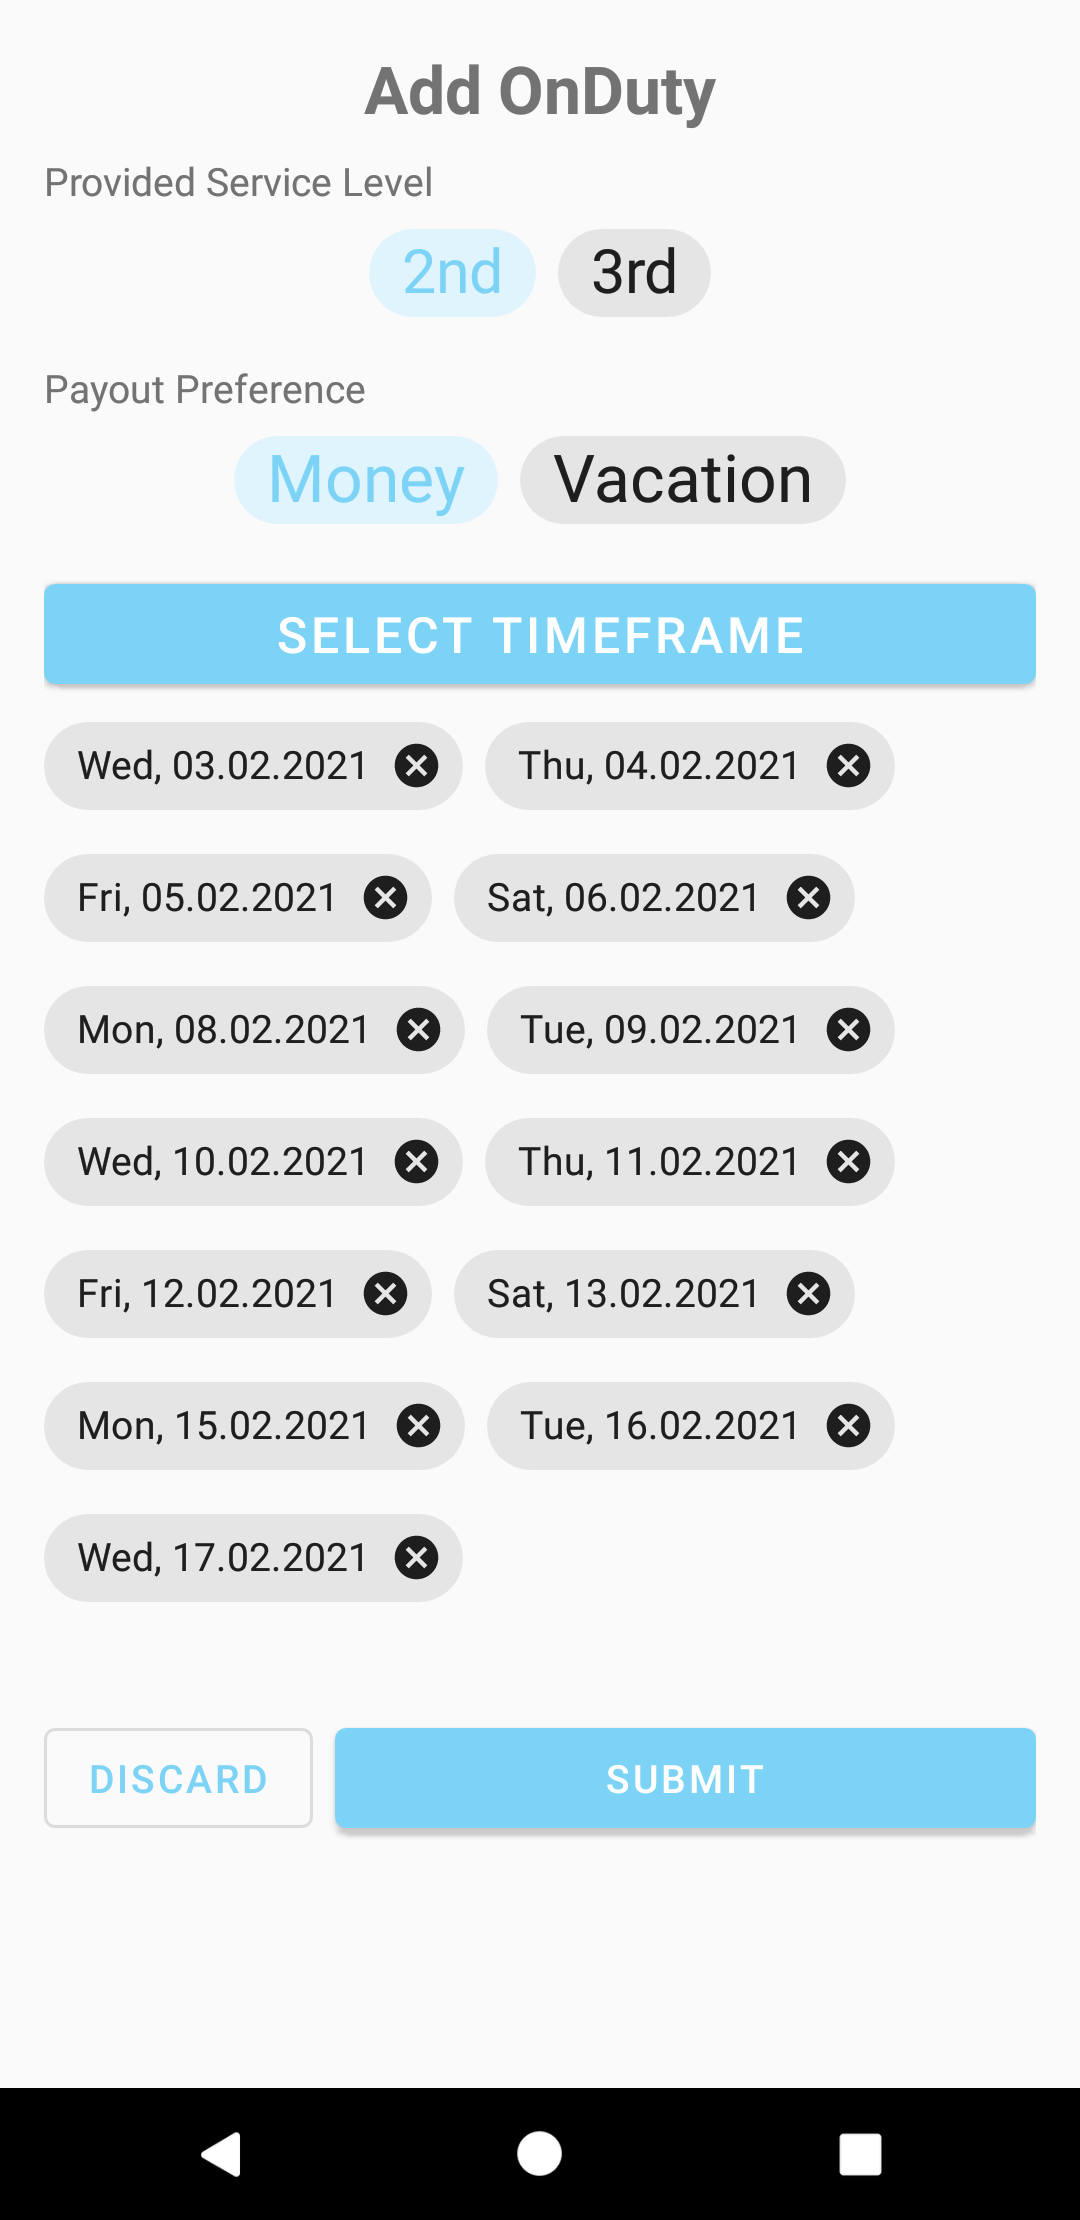 Add OnDuty
Provided Service Level
2nd 3rd
Payout Preference
Money Vacation
SELECT TIMEFRAME
Wed, 03.02.2021 Thu, 04.02.2021
Fri, 05.02.2021 Sat, 06.02.2021
Mon, 08.02.2021 Tue, 09.02.2021
Wed, 10.02.2021 Thu, 11.02.2021
Fri, 12.02.2021 Sat, 13.02.2021
Mon, 15.02.2021 Tue, 16.02.2021
Wed, 17.02.2021
DISCARD SUBMIT